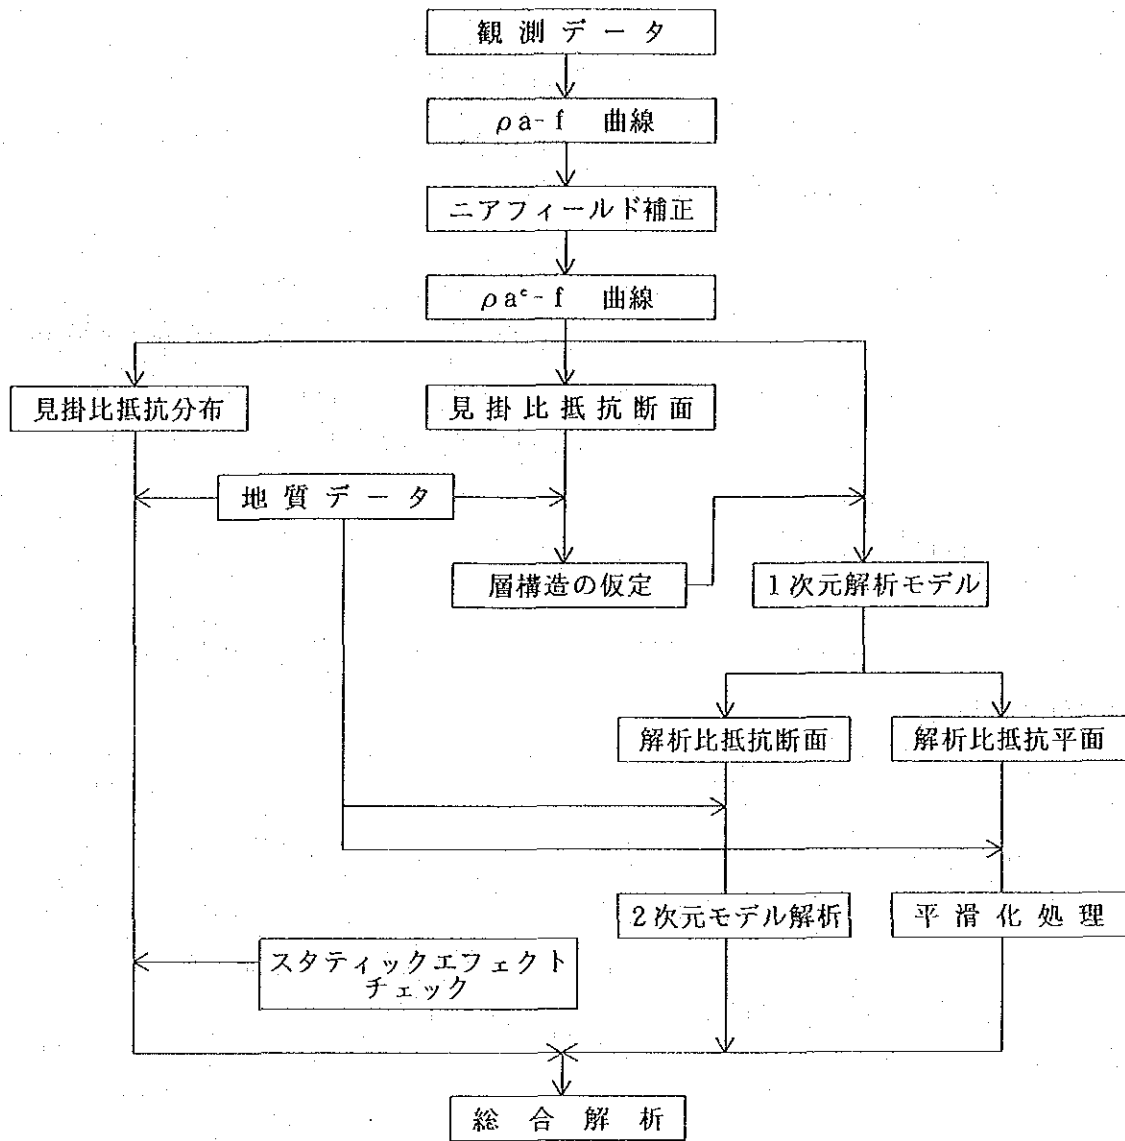 観測データ
ρa-f 曲線
ニアフィールド補正
ρaᶜ-f 曲線
見掛比抵抗分布
見掛比抵抗断面
地質データ
層構造の仮定
1次元解析モデル
解析比抵抗断面
解析比抵抗平面
2次元モデル解析
平滑化処理
スタティックエフェクト
チェック
総合解析